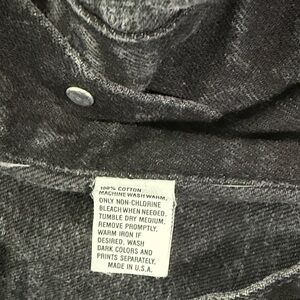 100% COTTON
MACHINE WASH WARM.
ONLY NON-CHLORINE
BLEACH WHEN NEEDED.
TUMBLE DRY MEDIUM.
REMOVE PROMPTLY.
WARM IRON IF
DESIRED. WASH
DARK COLORS AND
PRINTS SEPARATELY.
MADE IN U.S.A.